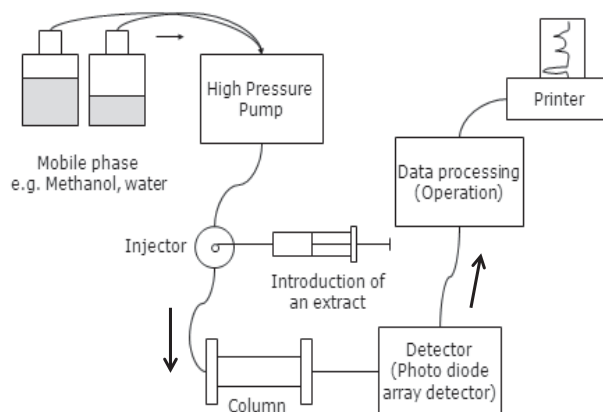 High Pressure
Pump
Printer
Mobile phase
e.g. Methanol, water
Data processing
(Operation)
Injector
Introduction of
an extract
Detector
(Photo diode
array detector)
Column